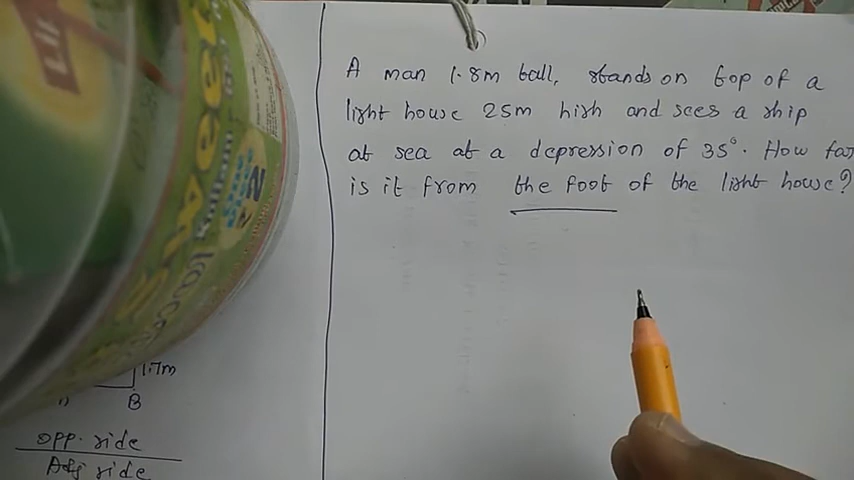 A man 1.8m tall, stands on top of a
light house 25m high and sees a ship
at sea at a depression of 35°. How far
is it from the foot of the light house?
1.7m
B
opp. side
Adj side